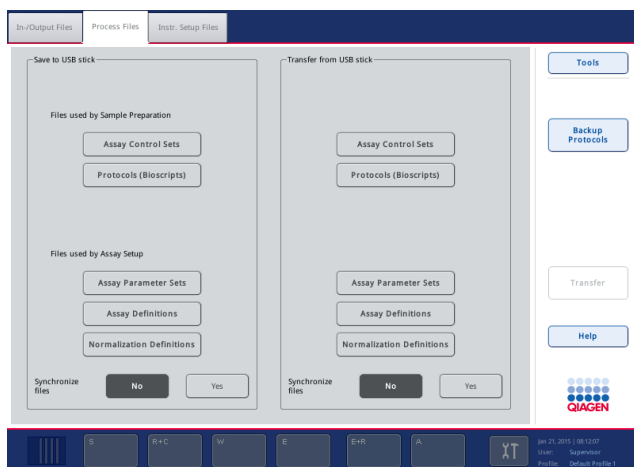 In-/Output Files
Process Files
Instr. Setup Files
Save to USB stick
Transfer from USB stick
Tools
Files used by Sample Preparation
Backup
Protocols
Assay Control Sets
Assay Control Sets
Protocols (Bioscripts)
Protocols (Bioscripts)
Files used by Assay Setup
Assay Parameter Sets
Assay Parameter Sets
Transfer
Assay Definitions
Assay Definitions
Normalization Definitions
Normalization Definitions
Help
Synchronize
files
No
Yes
Synchronize
files
No
Yes
QIAGEN
S
R+C
W
E
E+R
A
Jan 21, 2015 | 08:12:07
User: Supervisor
Profile: Default Profile 1